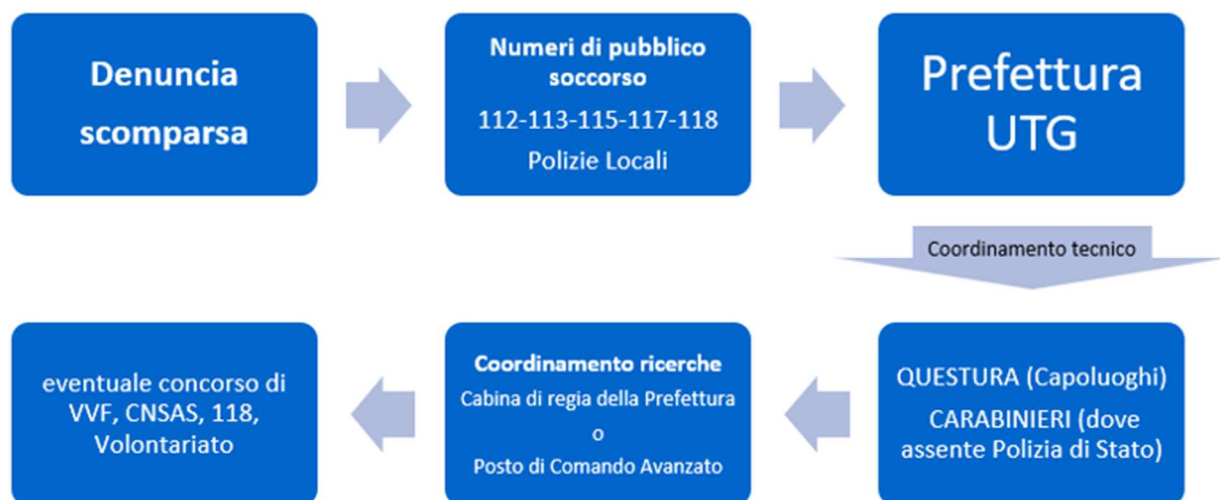 Denuncia
scomparsa
Numeri di pubblico
soccorso
112-113-115-117-118
Polizie Locali
Prefettura
UTG
Coordinamento tecnico
QUESTURA (Capoluoghi)
CARABINIERI (dove
assente Polizia di Stato)
Coordinamento ricerche
Cabina di regia della Prefettura
o
Posto di Comando Avanzato
eventuale concorso di
VVF, CNSAS, 118,
Volontariato